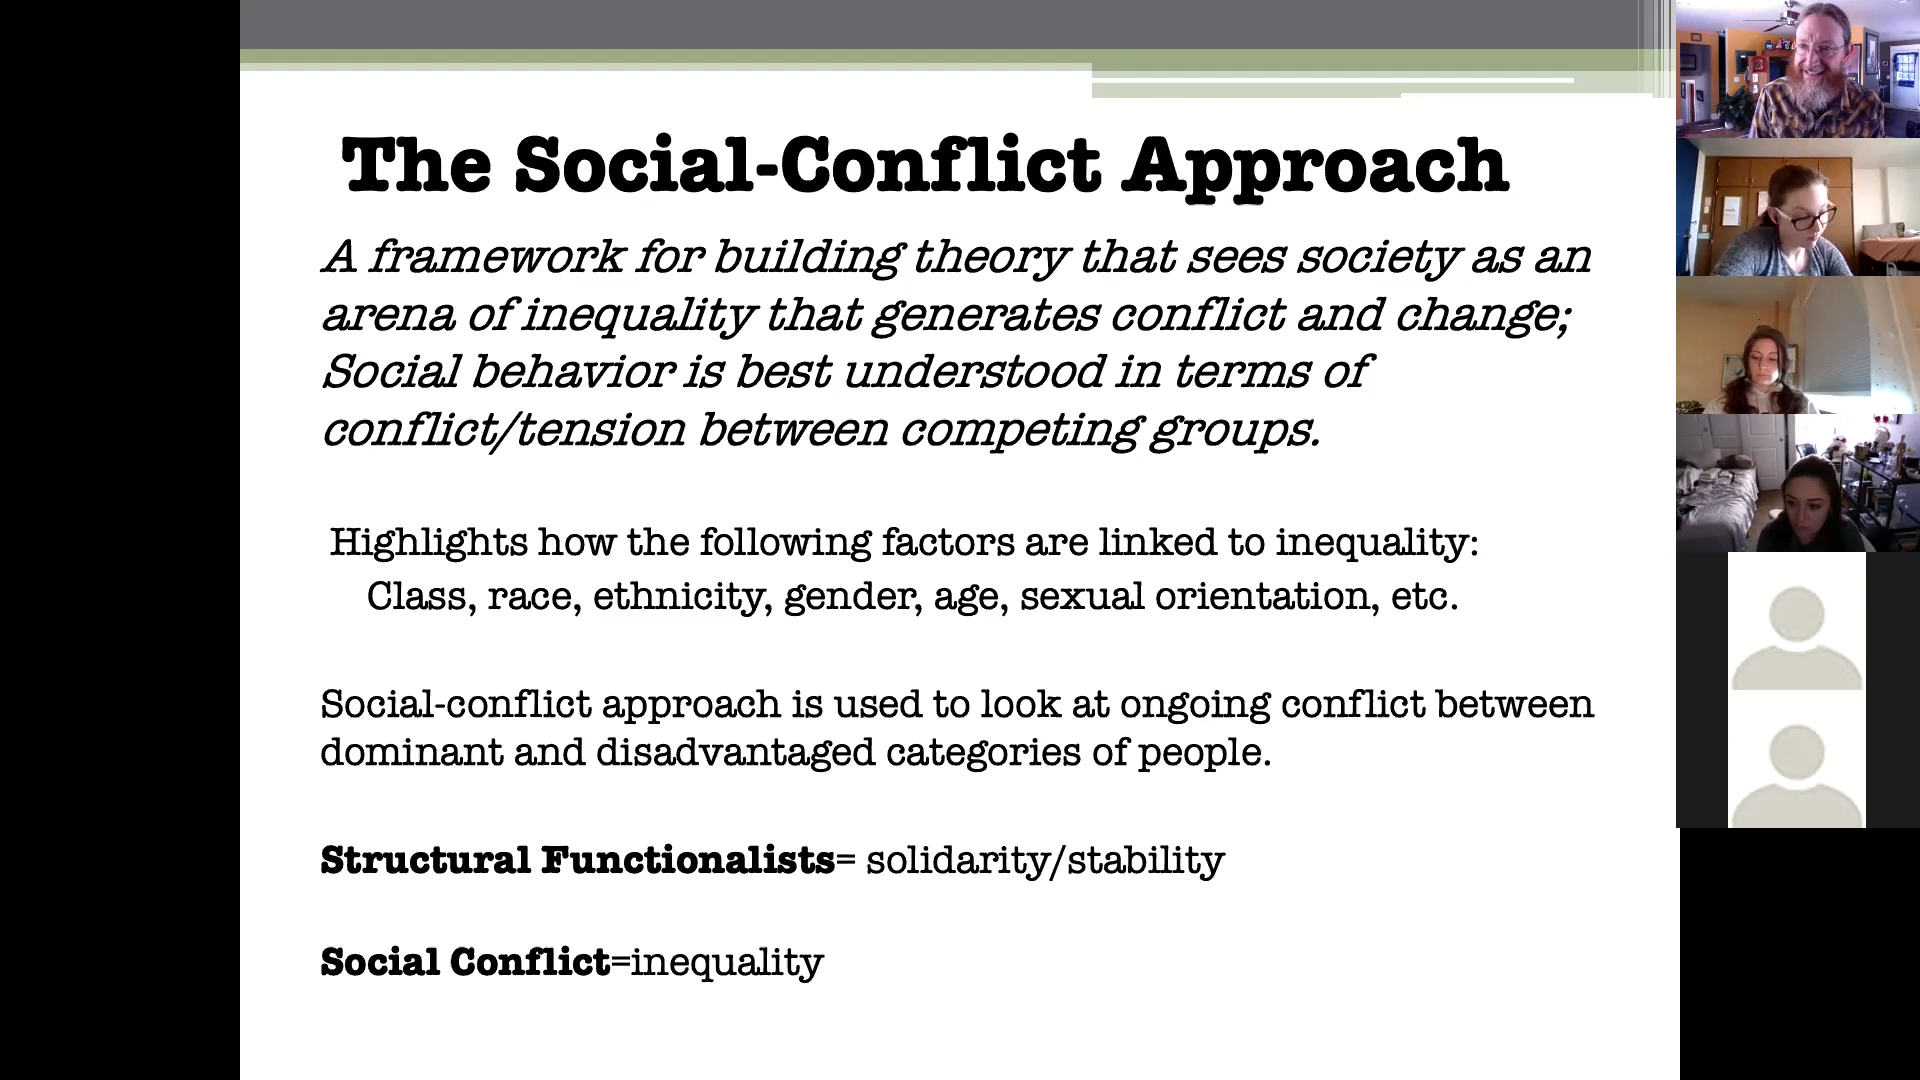 The Social-Conflict Approach
A framework for building theory that sees society as an
arena of inequality that generates conflict and change;
Social behavior is best understood in terms of
conflict/tension between competing groups.
Highlights how the following factors are linked to inequality:
Class, race, ethnicity, gender, age, sexual orientation, etc.
Social-conflict approach is used to look at ongoing conflict between
dominant and disadvantaged categories of people.
Structural Functionalists= solidarity/stability
Social Conflict=inequality